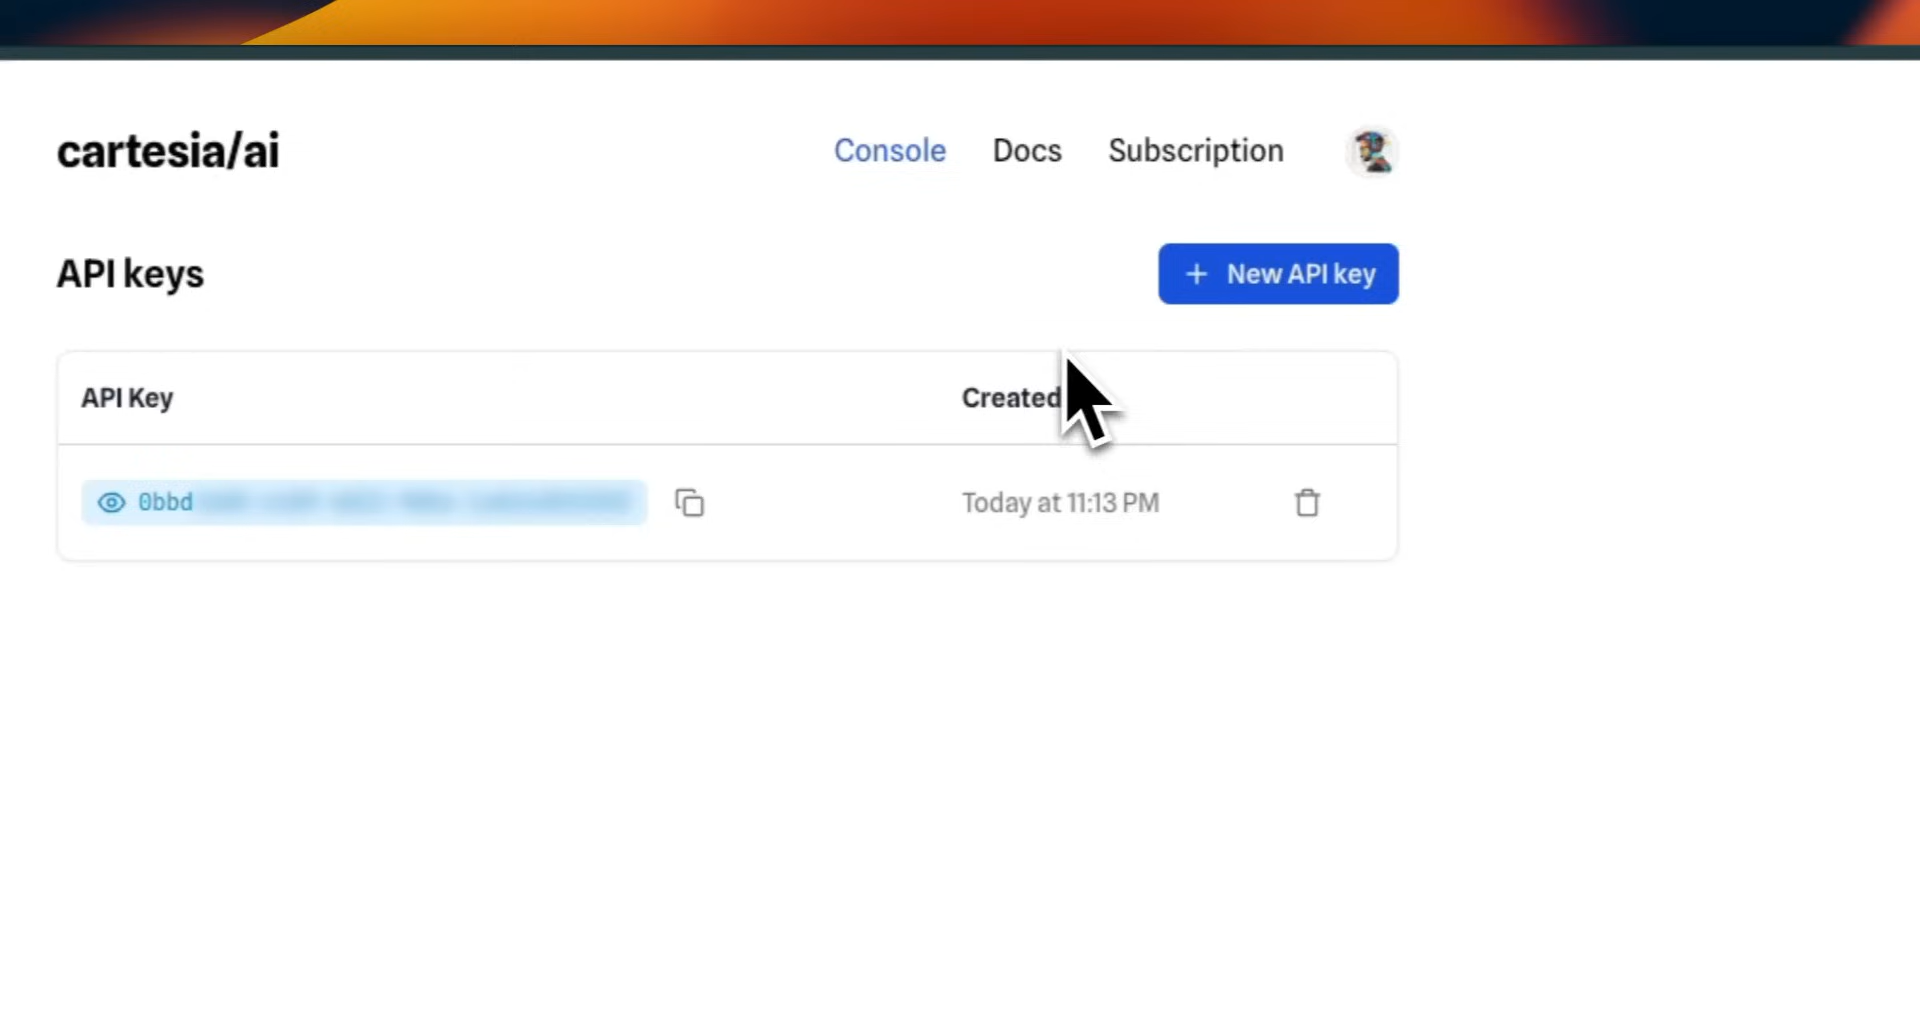 cartesia/ai
Console Docs Subscription
API keys
+ New API key
API Key Created
0bbd
Today at 11:13 PM